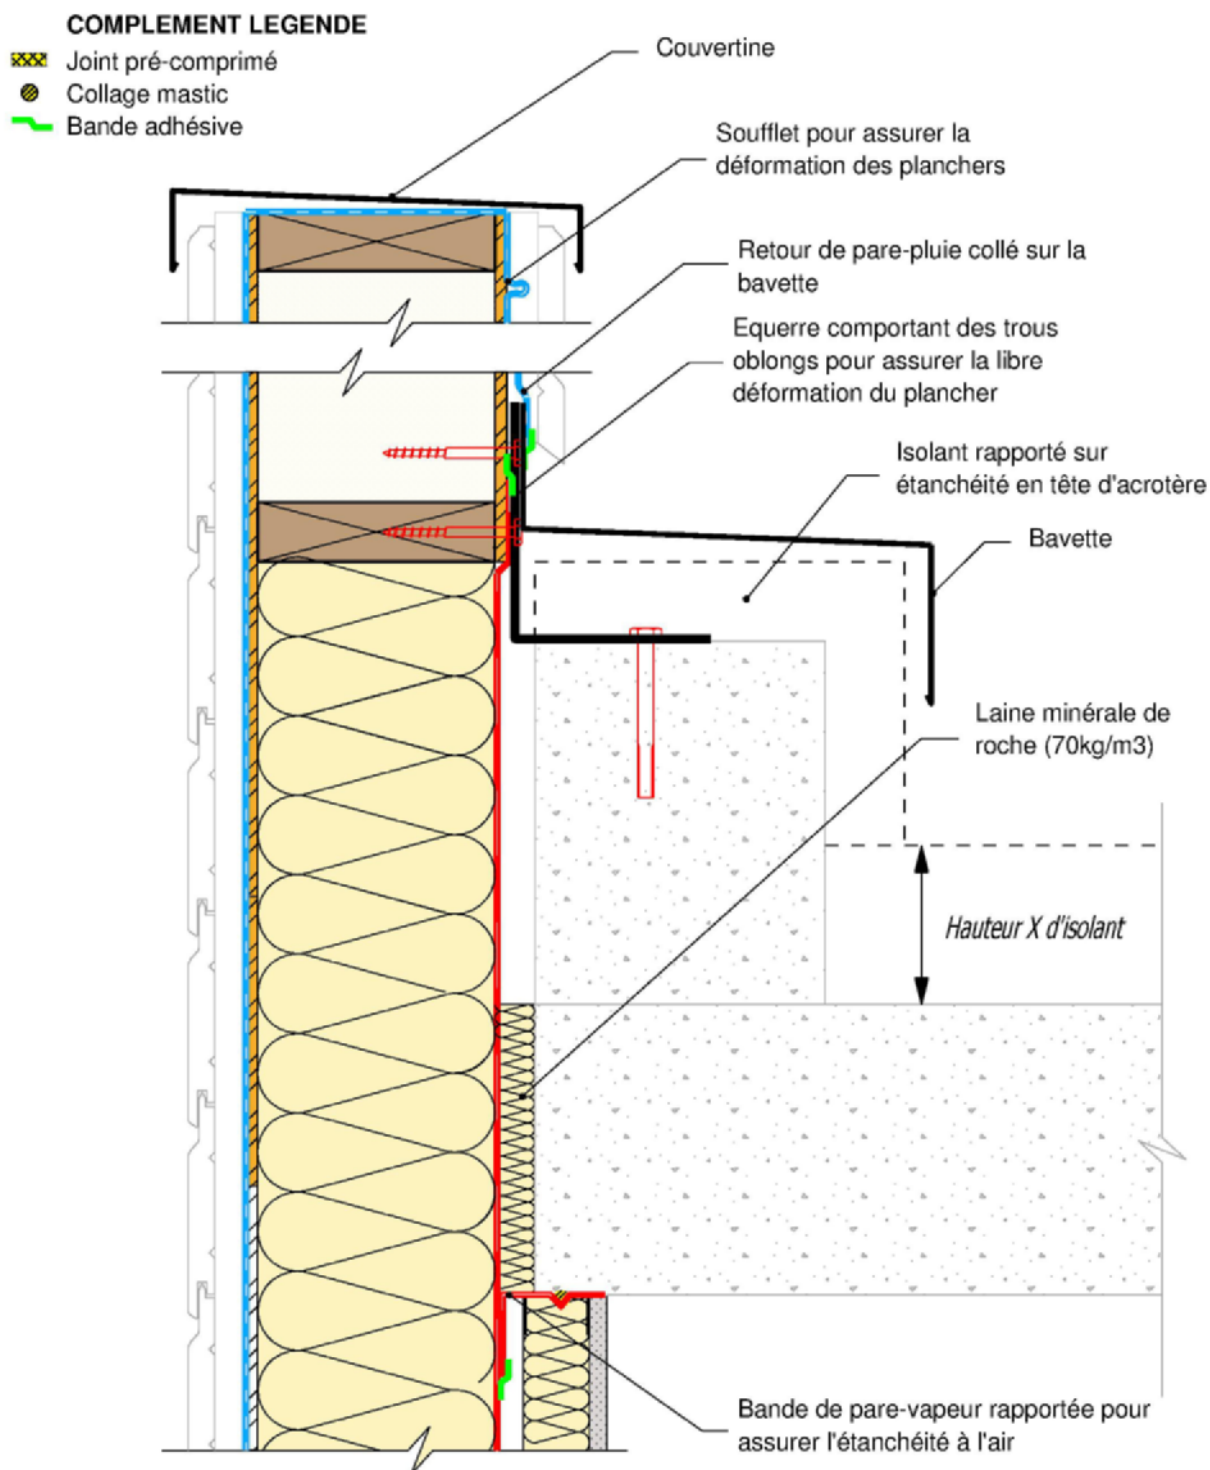 COMPLEMENT LEGENDE
Joint pré-comprimé
Collage mastic
Bande adhésive
Couvertine
Soufflet pour assurer la
déformation des planchers
Retour de pare-pluie collé sur la
bavette
Equerre comportant des trous
oblongs pour assurer la libre
déformation du plancher
Isolant rapporté sur
étanchéité en tête d'acrotère
Bavette
Laine minérale de
roche (70kg/m3)
Hauteur X d'isolant
Bande de pare-vapeur rapportée pour
assurer l'étanchéité à l'air